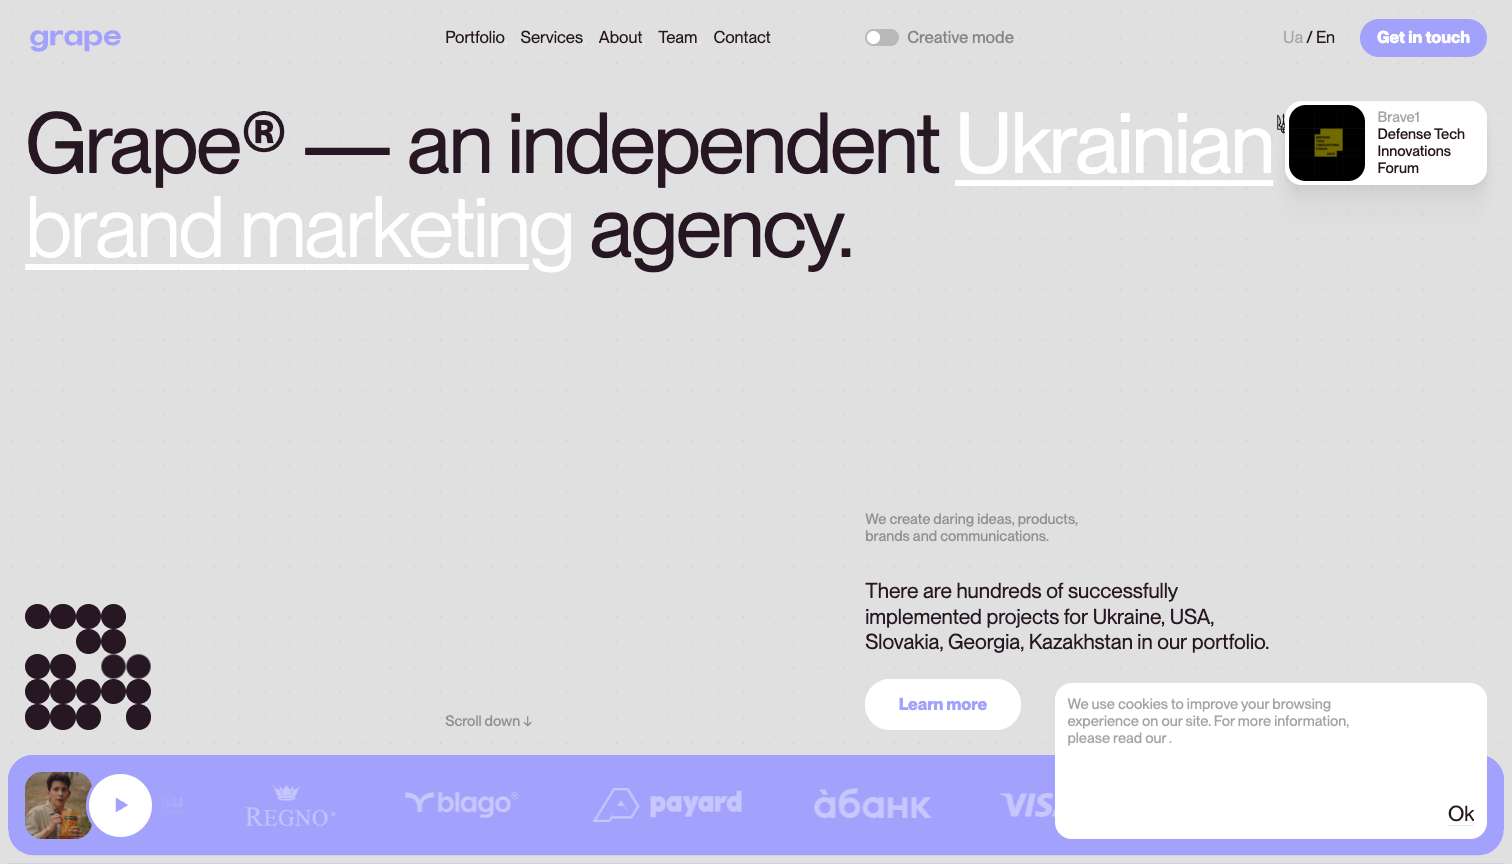 grape
Portfolio Services About Team Contact
Creative mode
Ua / En
Get in touch
Grape® — an independent Ukrainian
brand marketing agency.
Brave1
Defense Tech
Innovations
Forum
We create daring ideas, products,
brands and communications.
There are hundreds of successfully
implemented projects for Ukraine, USA,
Slovakia, Georgia, Kazakhstan in our portfolio.
Learn more
Scroll down ↓
We use cookies to improve your browsing
experience on our site. For more information,
please read our .
Ok
REGNO
blago®
payard
àбанк